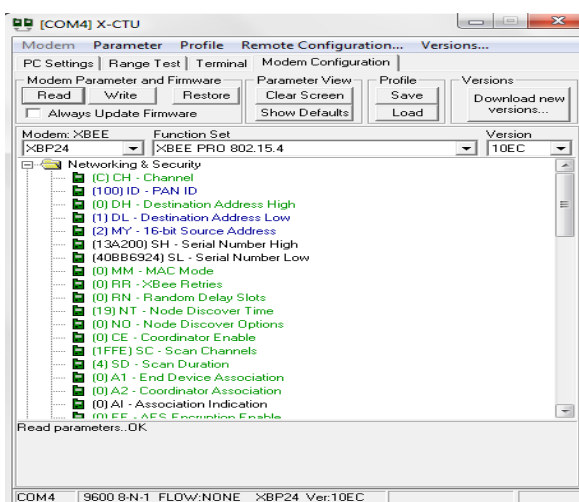 [COM4] X-CTU
Modem Parameter Profile Remote Configuration... Versions...
PC Settings Range Test Terminal Modem Configuration
Modem Parameter and Firmware Parameter View Profile Versions
Read Write Restore Clear Screen Save Download new versions...
Always Update Firmware Show Defaults Load
Modem: XBEE Function Set Version
XBP24 XBEE PRO 802.15.4 10EC
Networking & Security
(C) CH - Channel
(100) ID - PAN ID
(0) DH - Destination Address High
(1) DL - Destination Address Low
(2) MY - 16-bit Source Address
(13A200) SH - Serial Number High
(40BB6924) SL - Serial Number Low
(0) MM - MAC Mode
(0) RR - XBee Retries
(0) RN - Random Delay Slots
(19) NT - Node Discover Time
(0) NO - Node Discover Options
(0) CE - Coordinator Enable
(1FFE) SC - Scan Channels
(4) SD - Scan Duration
(0) A1 - End Device Association
(0) A2 - Coordinator Association
(0) AI - Association Indication
(0) EE - AES Encryption Enable
Read parameters..OK
COM4 9600 8-N-1 FLOW:NONE XBP24 Ver:10EC